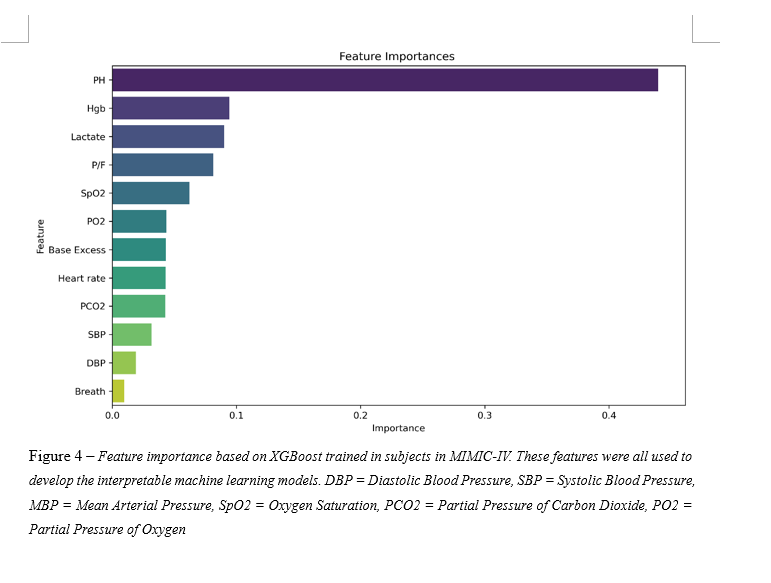 Feature Importances
PH
Hgb
Lactate
P/F
SpO2
PO2
Base Excess
Heart rate
PCO2
SBP
DBP
Breath
Feature
0.0 0.1 0.2 0.3 0.4
Importance
Figure 4 – Feature importance based on XGBoost trained in subjects in MIMIC-IV. These features were all used to
develop the interpretable machine learning models. DBP = Diastolic Blood Pressure, SBP = Systolic Blood Pressure,
MBP = Mean Arterial Pressure, SpO2 = Oxygen Saturation, PCO2 = Partial Pressure of Carbon Dioxide, PO2 =
Partial Pressure of Oxygen